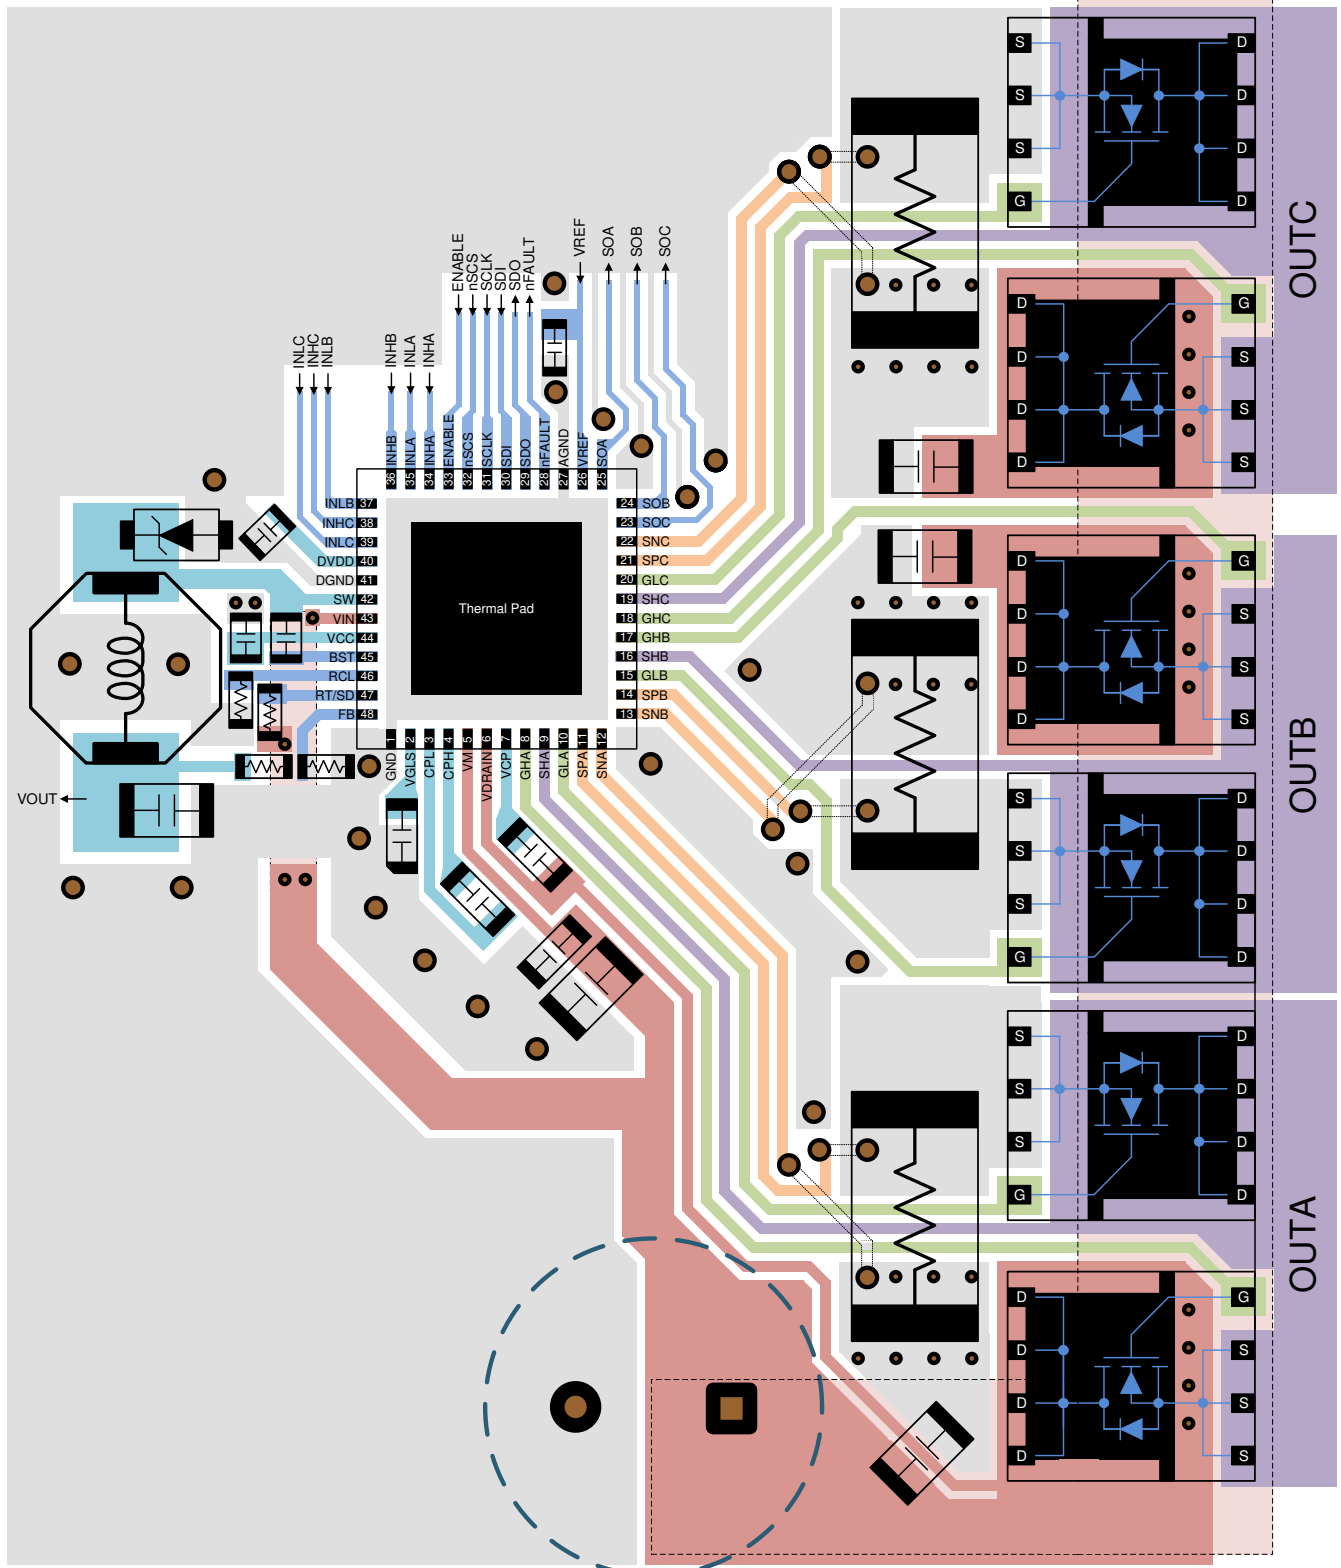 S
D
S
D
S
D
G
D
OUTC
ENABLE
nSCS
SCLK
SDI
SDO
nFAULT
VREF
SOA
SOB
SOC
D
G
D
S
D
S
D
S
INLC
INHC
INLB
INHB
INLA
INHA
36 INHB
35 INLA
34 INHA
33 ENABLE
32 nSCS
31 SCLK
30 SDI
29 SDO
28 nFAULT
27 AGND
26 VREF
25 SOA
INLB 37
INHC 38
INLC 39
DVDD 40
DGND 41
SW 42
VIN 43
VCC 44
BST 45
RCL 46
RT/SD 47
FB 48
Thermal Pad
24 SOB
23 SOC
22 SNC
21 SPC
20 GLC
19 SHC
18 GHC
17 GHB
16 SHB
15 GLB
14 SPB
13 SNB
GND 1
VGLS 2
CPL 3
CPH 4
VM 5
VDRAIN 6
VCP 7
GHA 8
SHA 9
GLA 10
SPA 11
SNA 12
VOUT
D
G
D
S
D
S
D
S
OUTB
S
D
S
D
S
D
G
D
S
D
S
D
S
D
G
D
OUTA
D
G
D
S
D
S
D
S